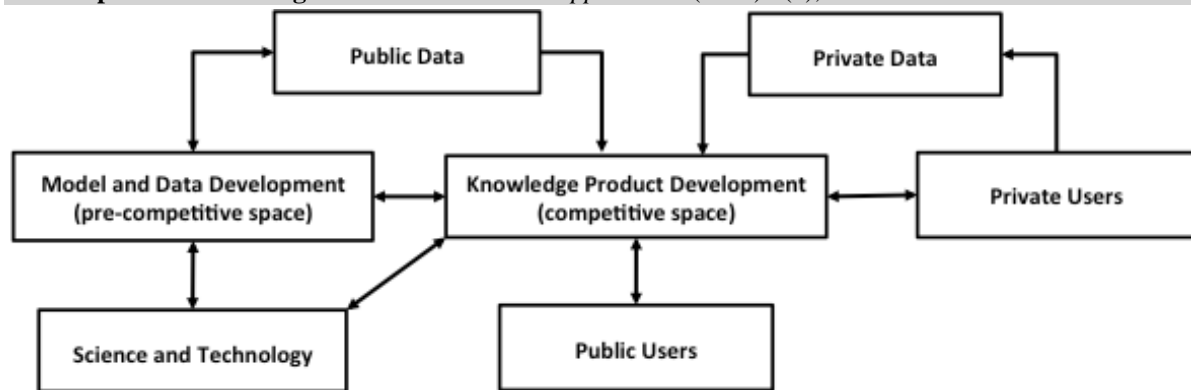 Public Data
Private Data
Model and Data Development
(pre-competitive space)
Knowledge Product Development
(competitive space)
Private Users
Science and Technology
Public Users